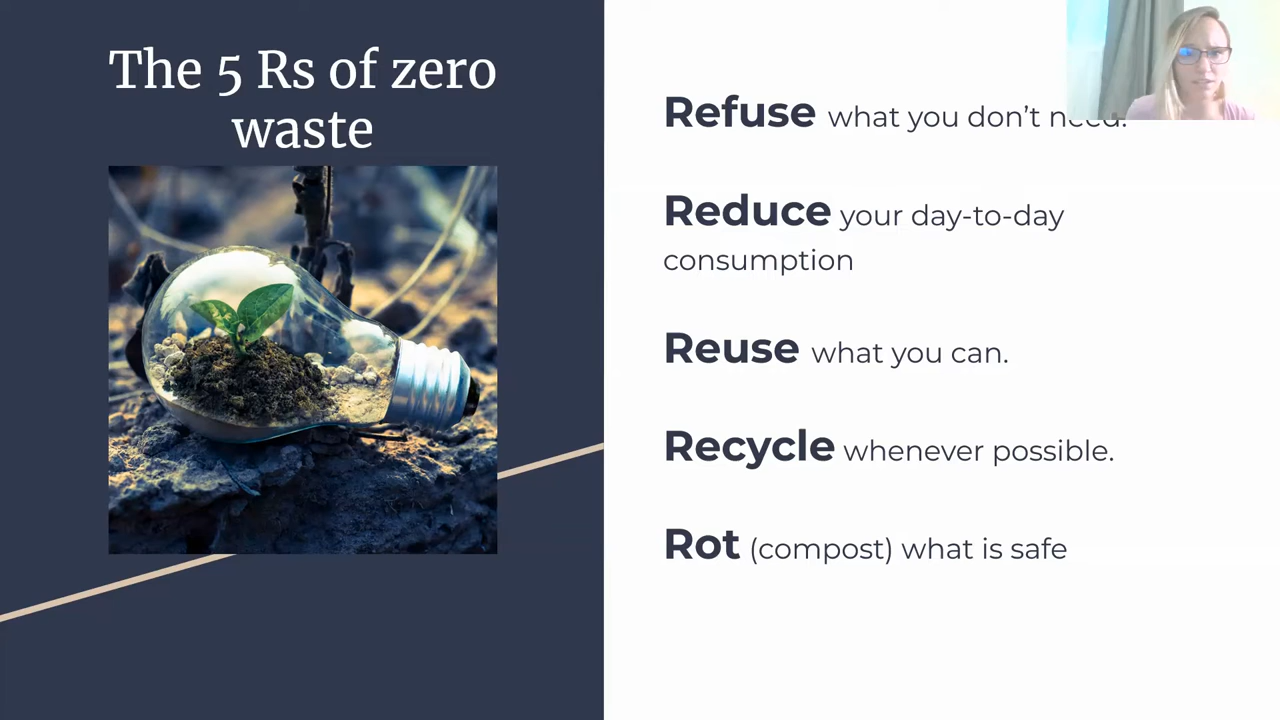 The 5 Rs of zero
waste
Refuse what you don't need.
Reduce your day-to-day
consumption
Reuse what you can.
Recycle whenever possible.
Rot (compost) what is safe